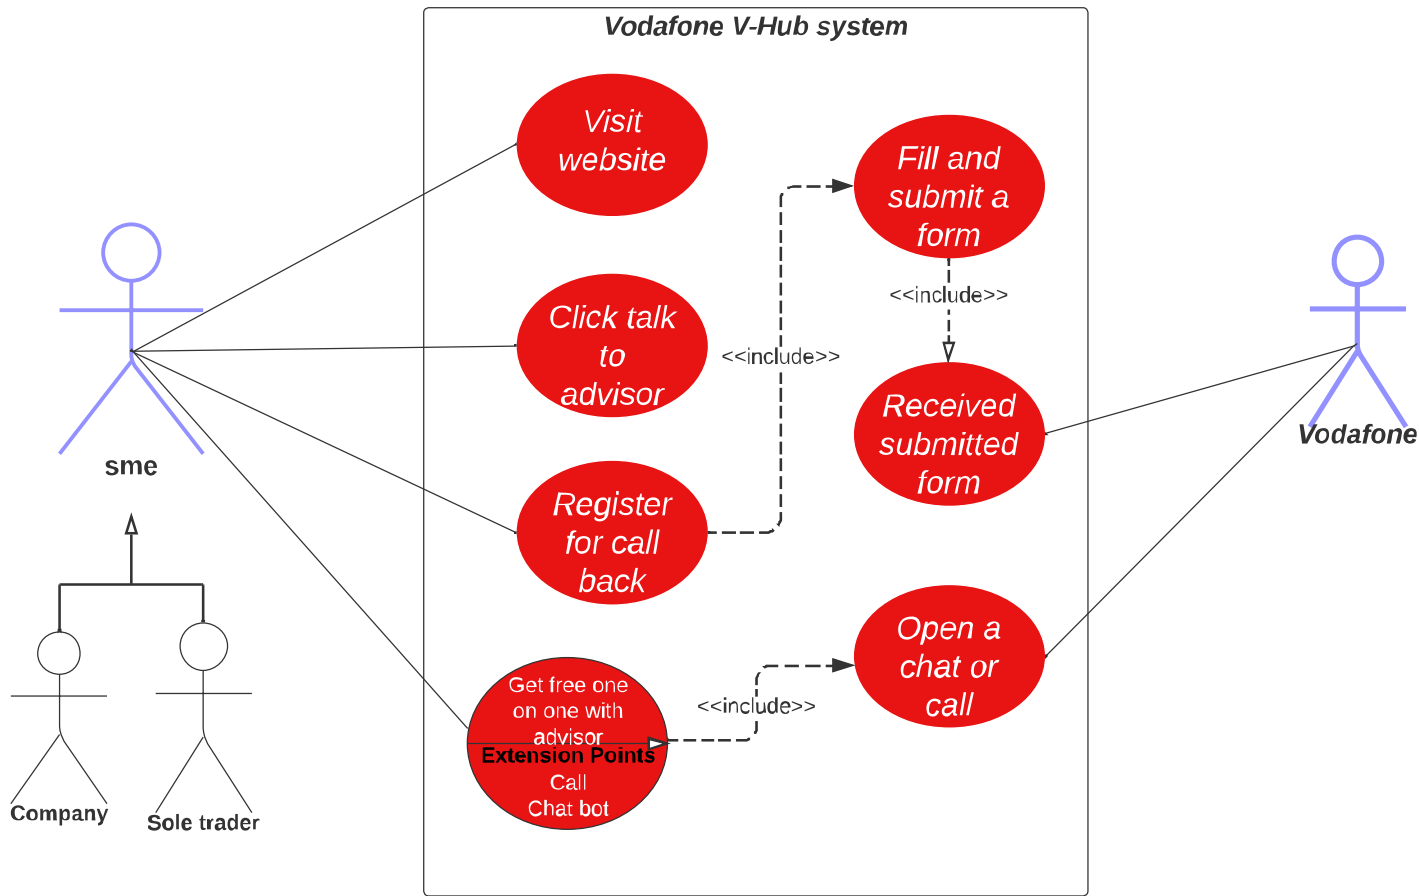 Vodafone V-Hub system
Visit
website
Fill and
submit a
form
<<include>>
Click talk
to
advisor
<<include>>
Received
submitted
form
Vodafone
sme
Register
for call
back
Open a
chat or
call
Get free one
on one with
advisor
<<include>>
Extension Points
Call
Chat bot
Company
Sole trader